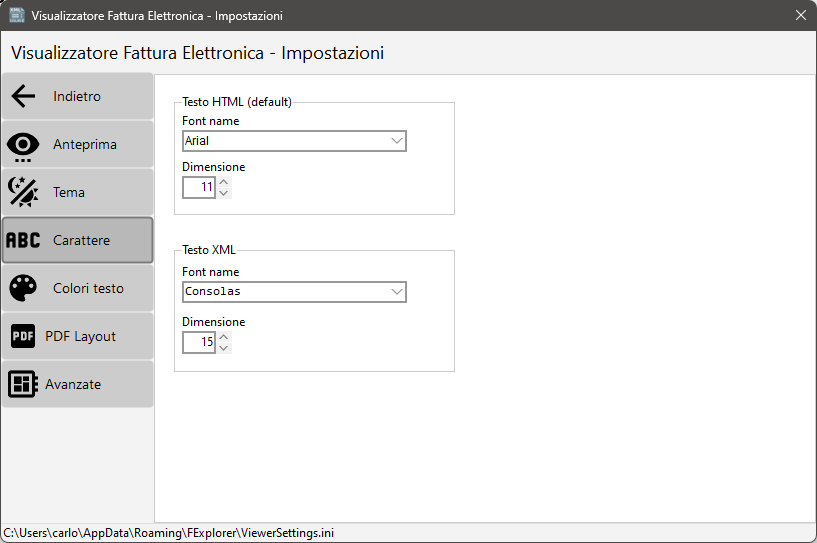 Visualizzatore Fattura Elettronica - Impostazioni
Visualizzatore Fattura Elettronica - Impostazioni
Indietro
Anteprima
Tema
ABC Carattere
Colori testo
PDF PDF Layout
Avanzate
Testo HTML (default)
Font name
Arial
Dimensione
11
Testo XML
Font name
Consolas
Dimensione
15
C:\Users\carlo\AppData\Roaming\FExplorer\ViewerSettings.ini